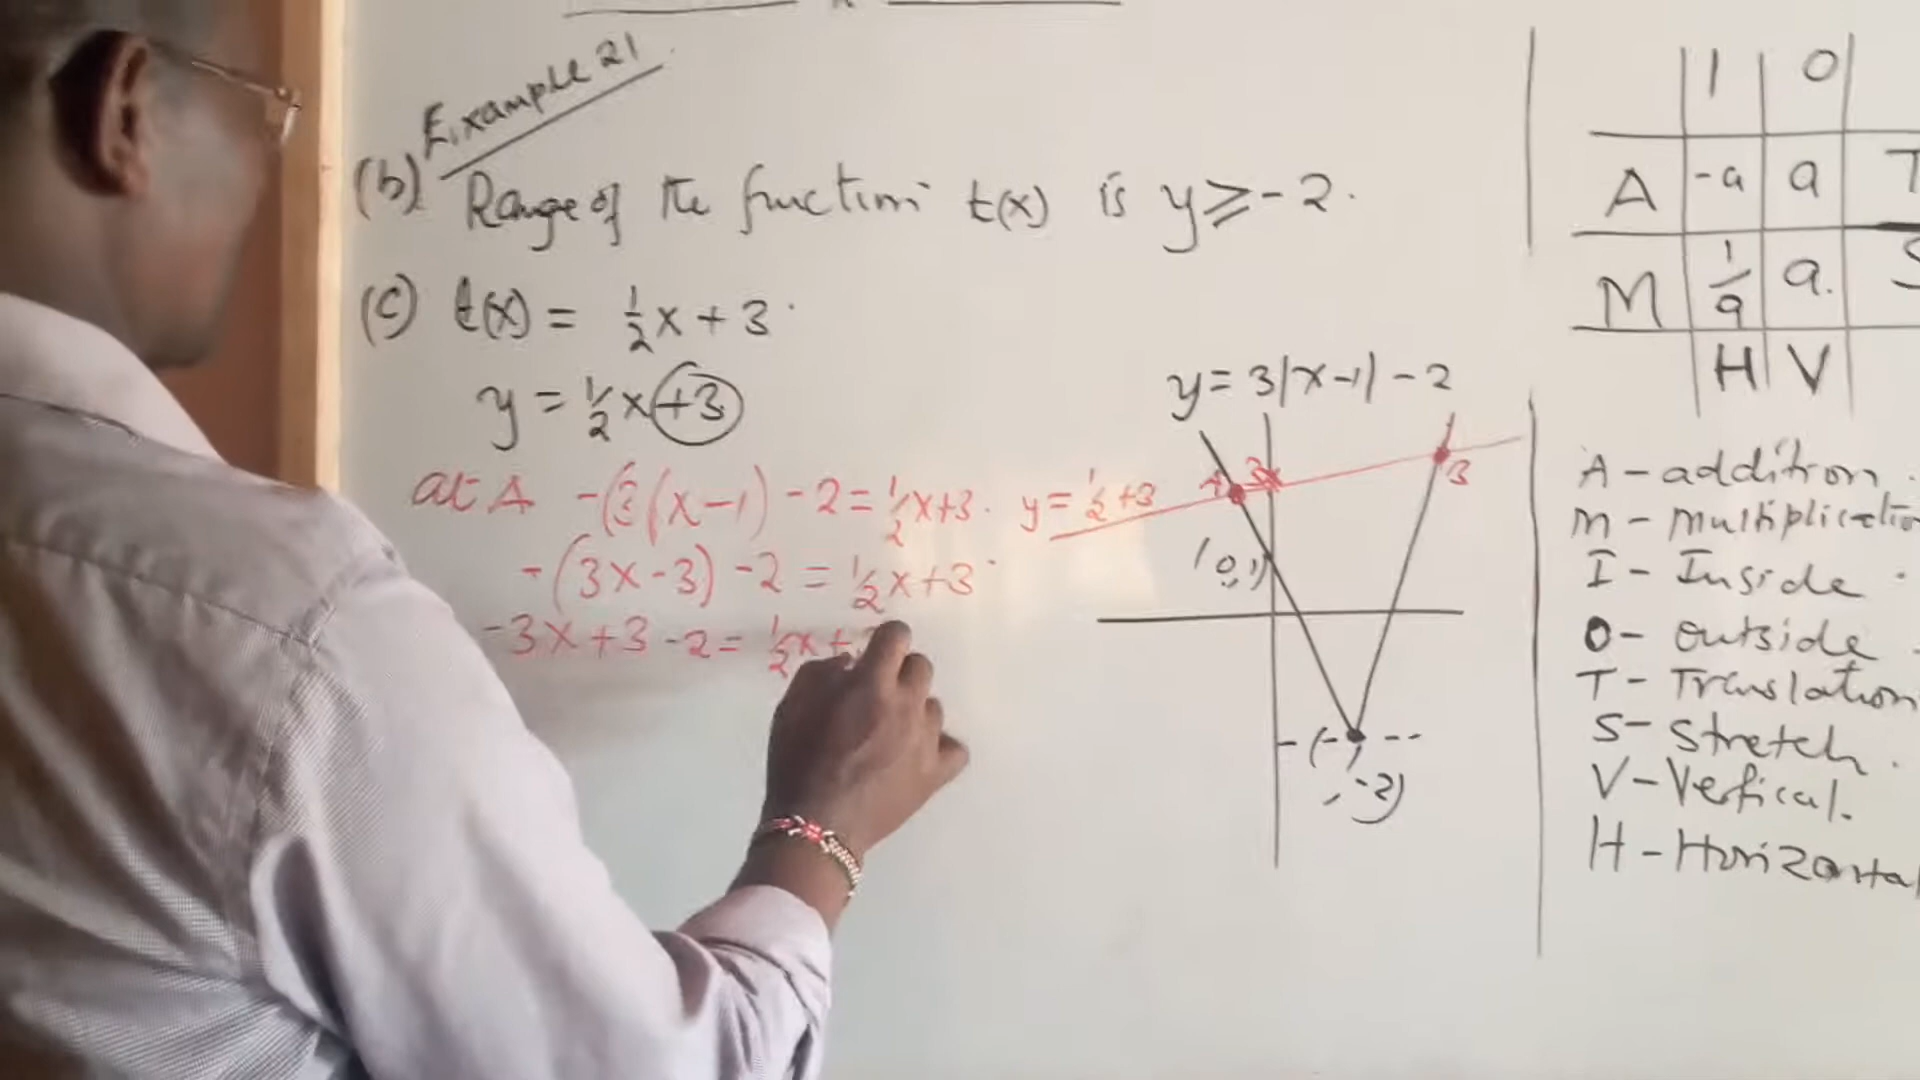 Example 21
(b) Range of the function t(x) is y ⩾ -2.
(c) t(x) = 1/2x + 3.
y = 1/2x +3
at A -(3(x-1) - 2 = 1/2x+3.
-(3x-3) - 2 = 1/2x+3
-3x+3 -2 = 1/2x+
y = 3|x-1| - 2
y = 1/2+3
A
3
B
(0,1)
, -2)
1 0
A -a a T
M 1/a a. S
H V
A - addition.
M - Multiplicatio
I - Inside
O - outside
T - Translation
S - Stretch.
V - Vertical.
H - Horizontal